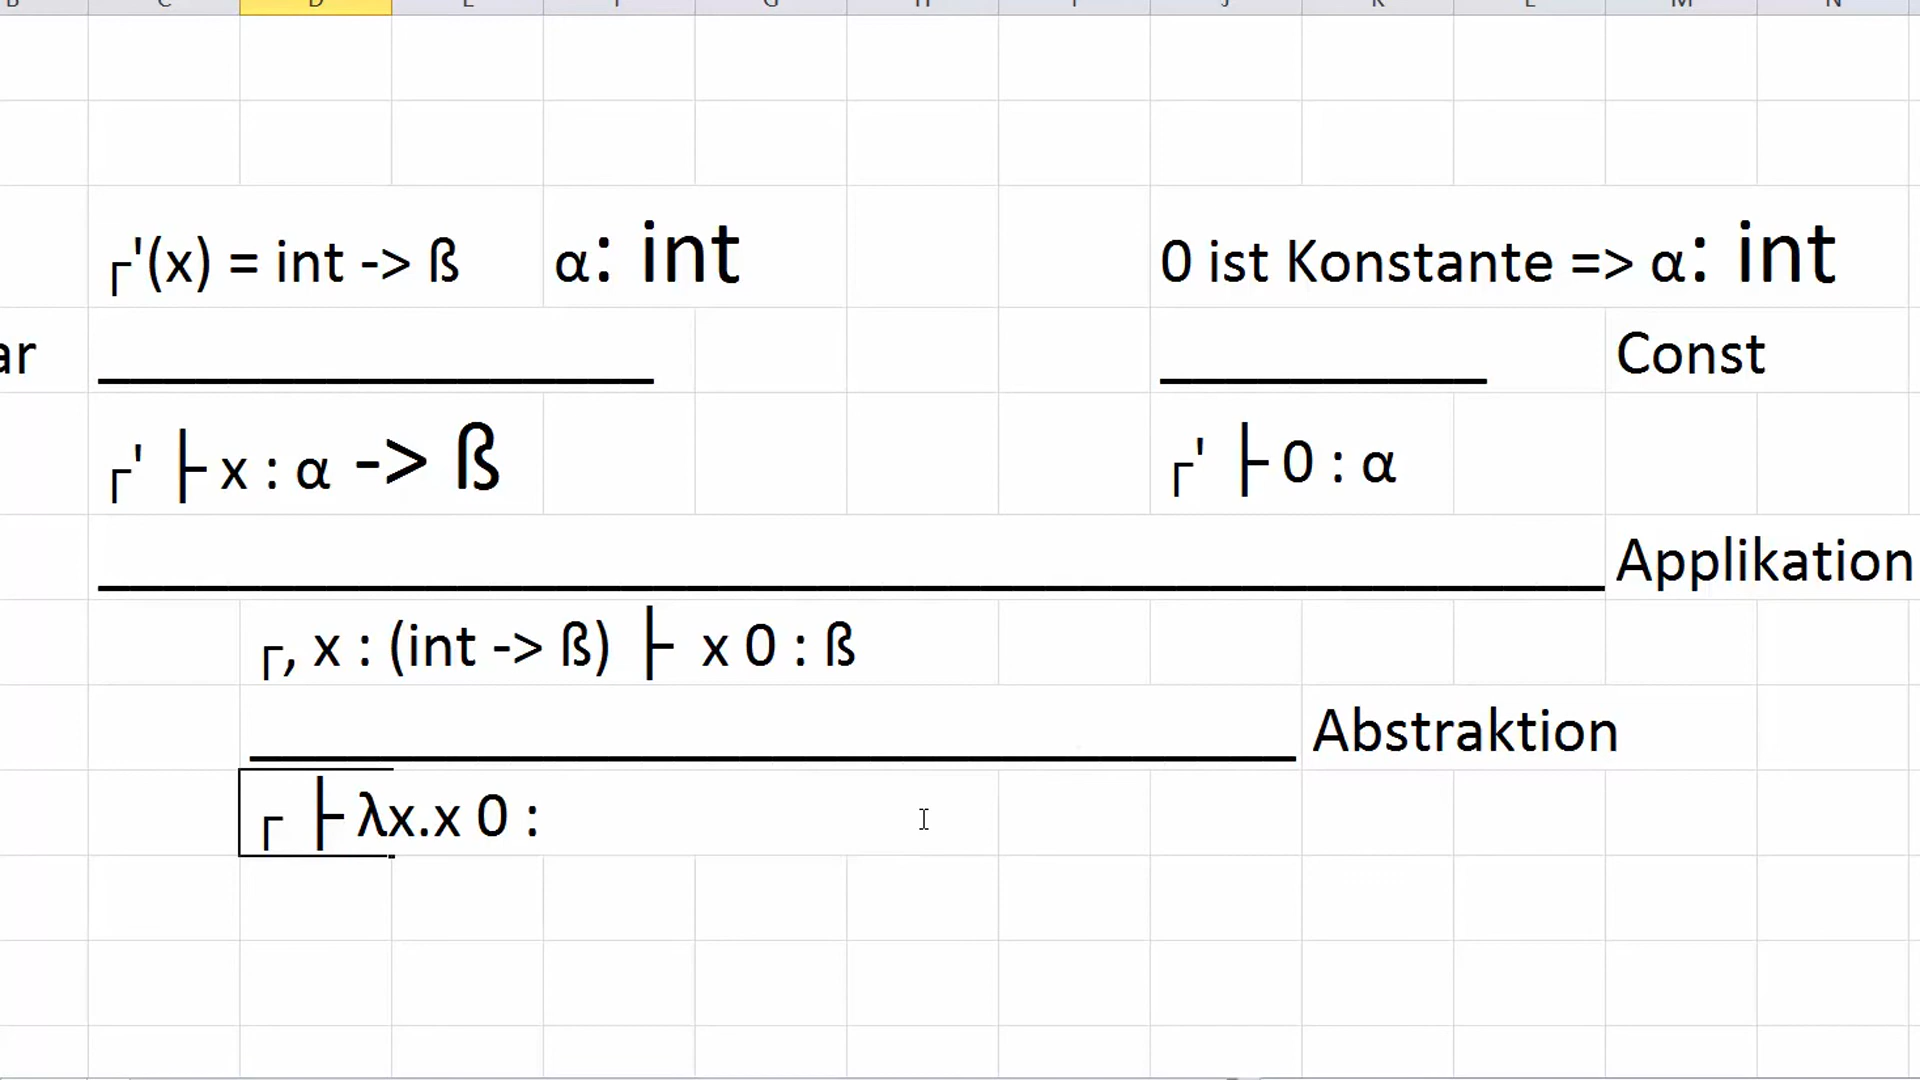 Γ'(x) = int -> ß α: int 0 ist Konstante => α: int
ar Const
Γ' ├ x : α -> ß Γ' ├ 0 : α
Applikation
Γ, x : (int -> ß) ├ x 0 : ß
Abstraktion
Γ ├ λx.x 0 :